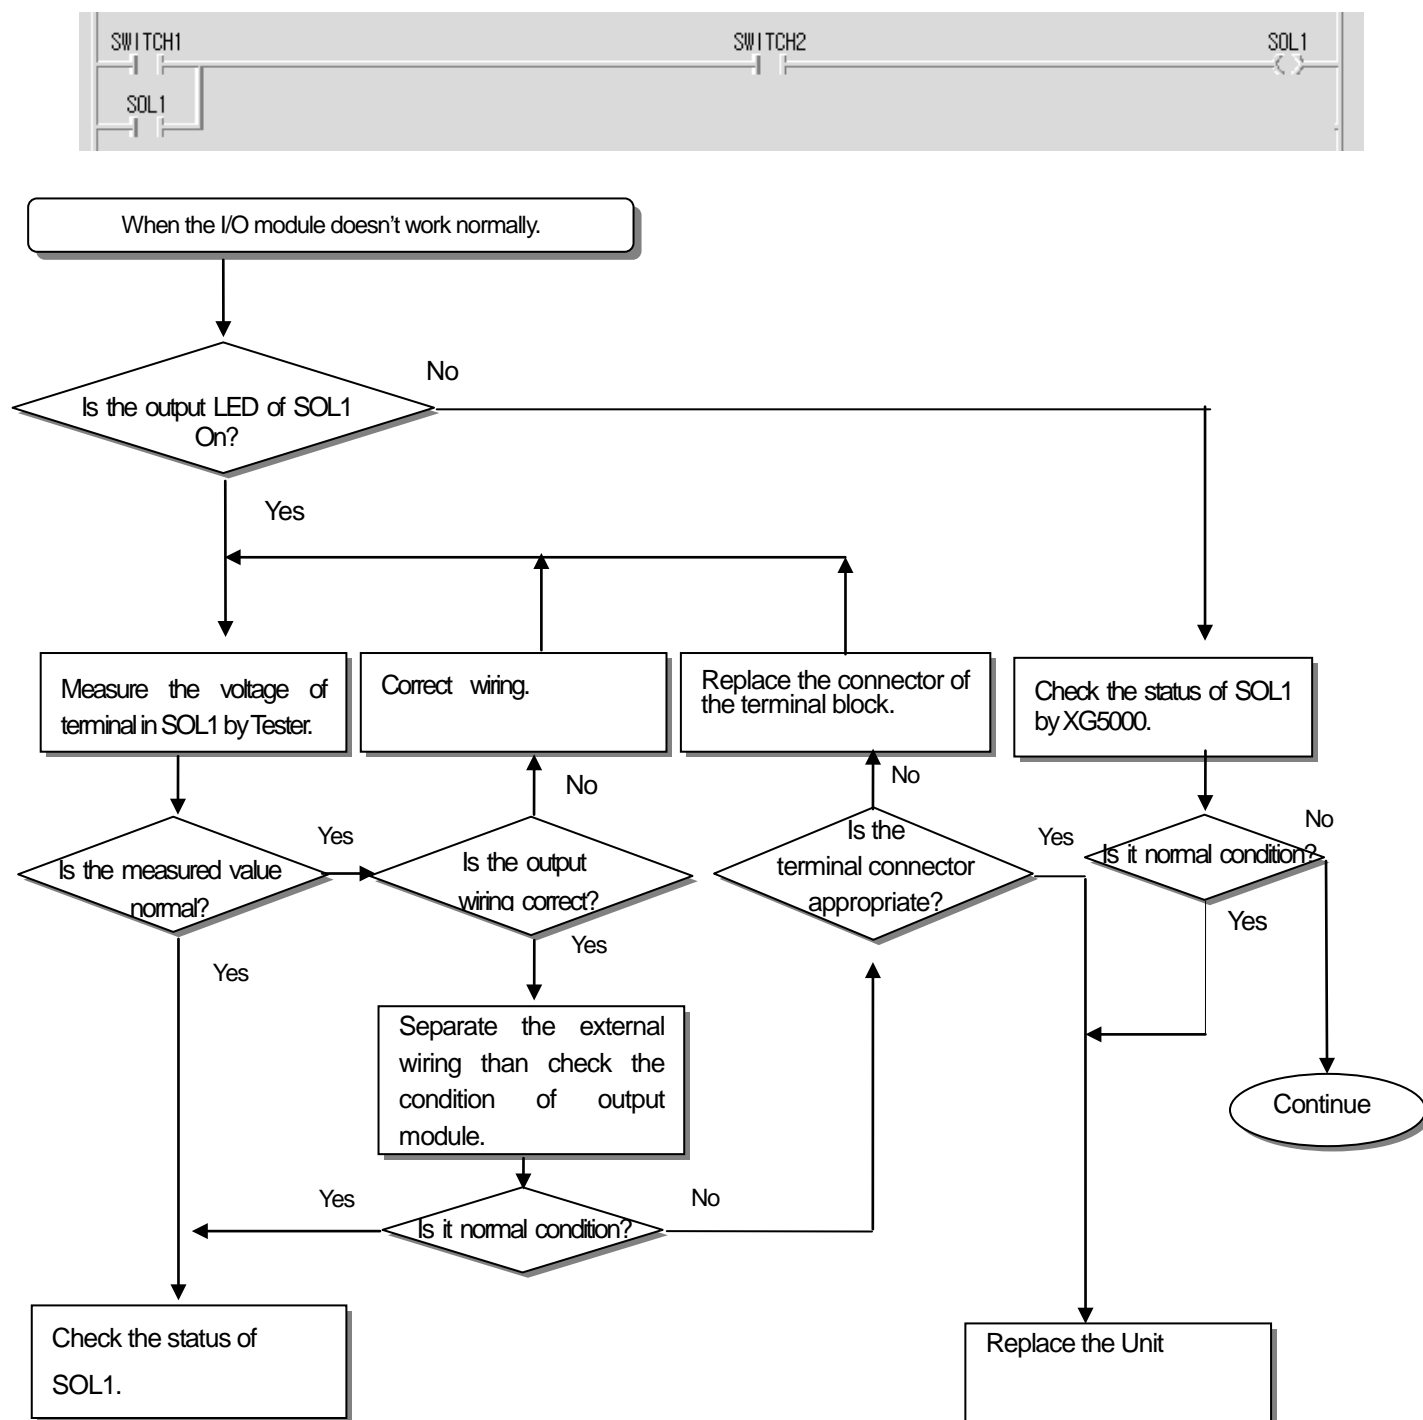 SWITCH1
SWITCH2
SOL1
SOL1
When the I/O module doesn't work normally.
No
Is the output LED of SOL1
On?
Yes
Measure the voltage of
terminal in SOL1 by Tester.
Correct wiring.
Replace the connector of
the terminal block.
Check the status of SOL1
by XG5000.
No
No
Yes
Is the measured value
normal?
Is the output
wiring correct?
Is the
terminal connector
appropriate?
Yes
Is it normal condition?
No
Yes
Yes
Yes
Separate the external
wiring than check the
condition of output
module.
Continue
Yes
Is it normal condition?
No
Check the status of
SOL1.
Replace the Unit